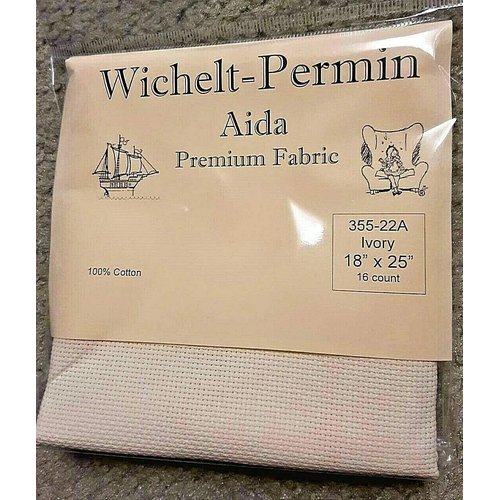 Wichelt-Permin
Aida
Premium Fabric
355-22A
Ivory
18" x 25"
16 count
100% Cotton